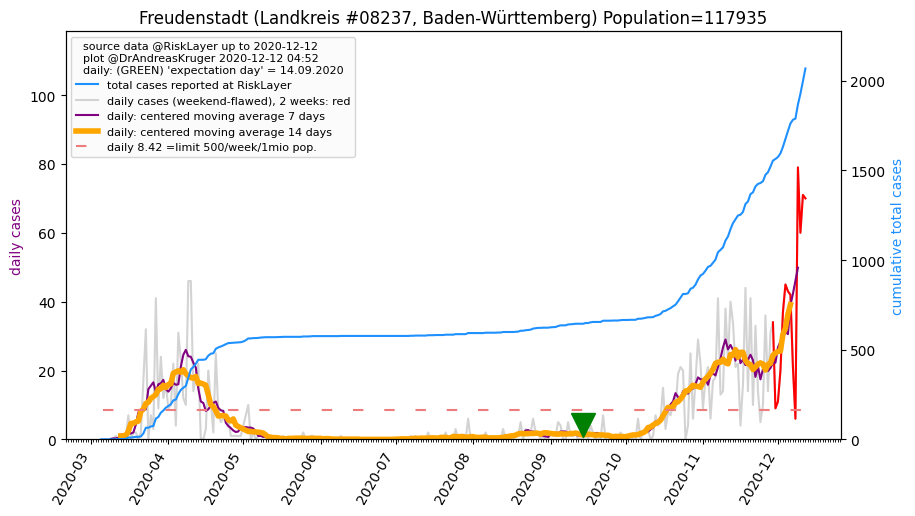 Freudenstadt (Landkreis #08237, Baden-Württemberg) Population=117935
source data @RiskLayer up to 2020-12-12
plot @DrAndreasKruger 2020-12-12 04:52
daily: (GREEN) 'expectation day' = 14.09.2020
total cases reported at RiskLayer
daily cases (weekend-flawed), 2 weeks: red
daily: centered moving average 7 days
daily: centered moving average 14 days
daily 8.42 =limit 500/week/1mio pop.
daily cases
100
80
60
40
20
0
cumulative total cases
2000
1500
1000
500
0
2020-03
2020-04
2020-05
2020-06
2020-07
2020-08
2020-09
2020-10
2020-11
2020-12